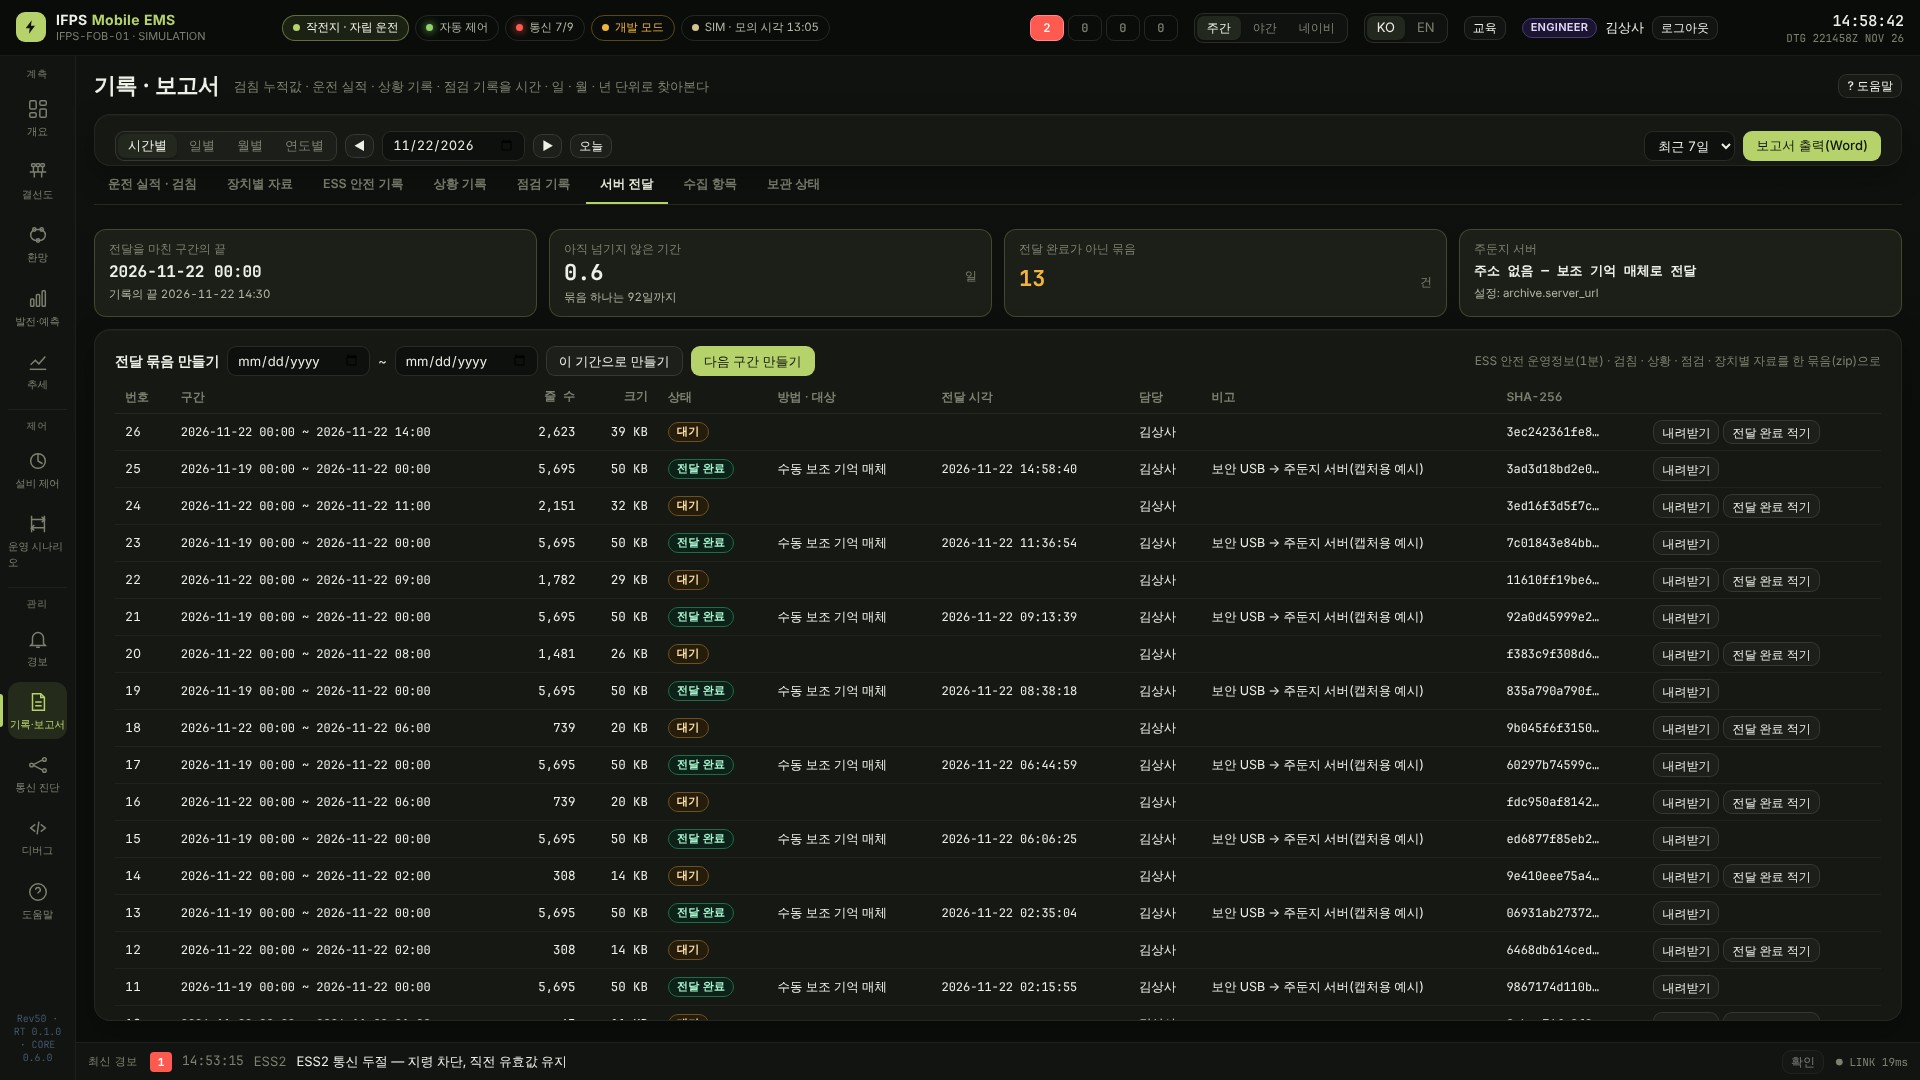 IFPS Mobile EMS
IFPS-FOB-01 · SIMULATION
작전지 · 자립 운전
자동 제어
통신 7/9
개발 모드
SIM · 모의 시각 13:05
2 0 0 0
주간 야간 네이비
KO EN
교육
ENGINEER 김상사 로그아웃
14:58:42
DTG 221458Z NOV 26
계측
개요
결선도
환망
발전·예측
추세
제어
설비 제어
운영 시나리오
관리
경보
기록·보고서
통신 진단
디버그
도움말
Rev50 · RT 0.1.0 · CORE 0.6.0
기록 · 보고서 검침 누적값 · 운전 실적 · 상황 기록 · 점검 기록을 시간 · 일 · 월 · 년 단위로 찾아본다
? 도움말
시간별 일별 월별 연도별 ◀ 11/22/2026 ▶ 오늘
최근 7일 보고서 출력(Word)
운전 실적 · 검침 장치별 자료 ESS 안전 기록 상황 기록 점검 기록 서버 전달 수집 항목 보관 상태
전달을 마친 구간의 끝
2026-11-22 00:00
기록의 끝 2026-11-22 14:30
아직 넘기지 않은 기간
0.6 일
묶음 하나는 92일까지
전달 완료가 아닌 묶음
13 건
주둔지 서버
주소 없음 — 보조 기억 매체로 전달
설정: archive.server_url
전달 묶음 만들기 mm/dd/yyyy ~ mm/dd/yyyy 이 기간으로 만들기 다음 구간 만들기
ESS 안전 운영정보(1분) · 검침 · 상황 · 점검 · 장치별 자료를 한 묶음(zip)으로
번호 구간 줄 수 크기 상태 방법 · 대상 전달 시각 담당 비고 SHA-256
26 2026-11-22 00:00 ~ 2026-11-22 14:00 2,623 39 KB 대기 김상사 3ec242361fe8… 내려받기 전달 완료 적기
25 2026-11-19 00:00 ~ 2026-11-22 00:00 5,695 50 KB 전달 완료 수동 보조 기억 매체 2026-11-22 14:58:40 김상사 보안 USB → 주둔지 서버(캡처용 예시) 3ad3d18bd2e0… 내려받기
24 2026-11-22 00:00 ~ 2026-11-22 11:00 2,151 32 KB 대기 김상사 3ed16f3d5f7c… 내려받기 전달 완료 적기
23 2026-11-19 00:00 ~ 2026-11-22 00:00 5,695 50 KB 전달 완료 수동 보조 기억 매체 2026-11-22 11:36:54 김상사 보안 USB → 주둔지 서버(캡처용 예시) 7c01843e84bb… 내려받기
22 2026-11-22 00:00 ~ 2026-11-22 09:00 1,782 29 KB 대기 김상사 11610ff19be6… 내려받기 전달 완료 적기
21 2026-11-19 00:00 ~ 2026-11-22 00:00 5,695 50 KB 전달 완료 수동 보조 기억 매체 2026-11-22 09:13:39 김상사 보안 USB → 주둔지 서버(캡처용 예시) 92a0d45999e2… 내려받기
20 2026-11-22 00:00 ~ 2026-11-22 08:00 1,481 26 KB 대기 김상사 f383c9f308d6… 내려받기 전달 완료 적기
19 2026-11-19 00:00 ~ 2026-11-22 00:00 5,695 50 KB 전달 완료 수동 보조 기억 매체 2026-11-22 08:38:18 김상사 보안 USB → 주둔지 서버(캡처용 예시) 835a790a790f… 내려받기
18 2026-11-22 00:00 ~ 2026-11-22 06:00 739 20 KB 대기 김상사 9b045f6f3150… 내려받기 전달 완료 적기
17 2026-11-19 00:00 ~ 2026-11-22 00:00 5,695 50 KB 전달 완료 수동 보조 기억 매체 2026-11-22 06:44:59 김상사 보안 USB → 주둔지 서버(캡처용 예시) 60297b74599c… 내려받기
16 2026-11-22 00:00 ~ 2026-11-22 06:00 739 20 KB 대기 김상사 fdc950af8142… 내려받기 전달 완료 적기
15 2026-11-19 00:00 ~ 2026-11-22 00:00 5,695 50 KB 전달 완료 수동 보조 기억 매체 2026-11-22 06:06:25 김상사 보안 USB → 주둔지 서버(캡처용 예시) ed6877f85eb2… 내려받기
14 2026-11-22 00:00 ~ 2026-11-22 02:00 308 14 KB 대기 김상사 9e410eee75a4… 내려받기 전달 완료 적기
13 2026-11-19 00:00 ~ 2026-11-22 00:00 5,695 50 KB 전달 완료 수동 보조 기억 매체 2026-11-22 02:35:04 김상사 보안 USB → 주둔지 서버(캡처용 예시) 06931ab27372… 내려받기
12 2026-11-22 00:00 ~ 2026-11-22 02:00 308 14 KB 대기 김상사 6468db614ced… 내려받기 전달 완료 적기
11 2026-11-19 00:00 ~ 2026-11-22 00:00 5,695 50 KB 전달 완료 수동 보조 기억 매체 2026-11-22 02:15:55 김상사 보안 USB → 주둔지 서버(캡처용 예시) 9867174d110b… 내려받기
최신 경보 1 14:53:15 ESS2 ESS2 통신 두절 — 지령 차단, 직전 유효값 유지
확인 LINK 19ms